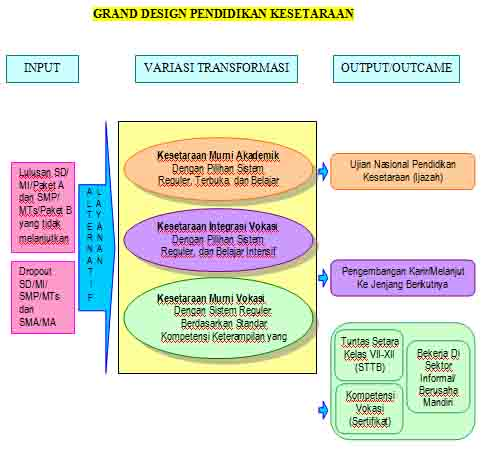 GRAND DESIGN PENDIDIKAN KESETARAAN
INPUT
VARIASI TRANSFORMASI
OUTPUT/OUTCAME
Lulusan SD/
MI/Paket A
dan SMP/
MTs/Paket B
yang tidak
melanjutkan
Dropout
SD/MI/
SMP/MTs
dan
SMA/MA
ALTERNATIF
LAYANAN
Kesetaraan Murni Akademik
Dengan Pilihan Sistem
Reguler, Terbuka, dan Belajar
Kesetaraan Integrasi Vokasi
Dengan Pilihan Sistem
Reguler, dan Belajar Intensif
Kesetaraan Murni Vokasi
Dengan Sistem Reguler
Berdasarkan Standar
Kompetensi Keterampilan yang
Ujian Nasional Pendidikan
Kesetaraan (Ijazah)
Pengembangan Karir/Melanjut
Ke Jenjang Berikutnya
Tuntas Setara
Kelas VII-XII
(STTB)
Kompetensi
Vokasi
(Sertifikat)
Bekerja Di
Sektor
Informal/
Berusaha
Mandiri